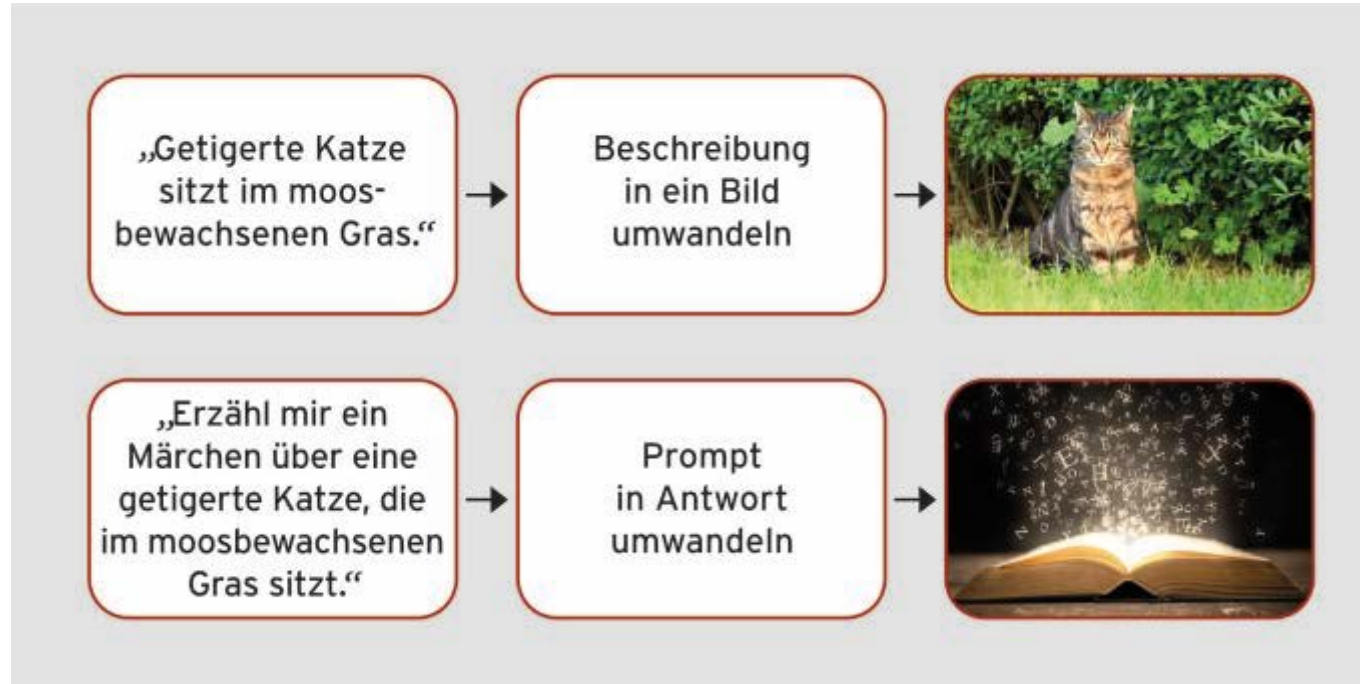 „Getigerte Katze
sitzt im moos-
bewachsenen Gras.“
Beschreibung
in ein Bild
umwandeln
„Erzähl mir ein
Märchen über eine
getigerte Katze, die
im moosbewachsenen
Gras sitzt.“
Prompt
in Antwort
umwandeln